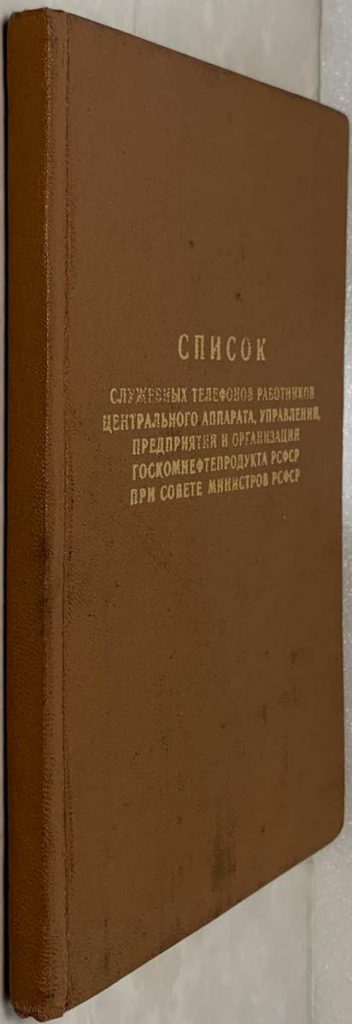 СПИСОК
СЛУЖЕБНЫХ ТЕЛЕФОНОВ РАБОТНИКОВ
ЦЕНТРАЛЬНОГО АППАРАТА, УПРАВЛЕНИЙ,
ПРЕДПРИЯТИЙ И ОРГАНИЗАЦИЙ
ГОСКОМНЕФТЕПРОДУКТА РСФСР
ПРИ СОВЕТЕ МИНИСТРОВ РСФСР